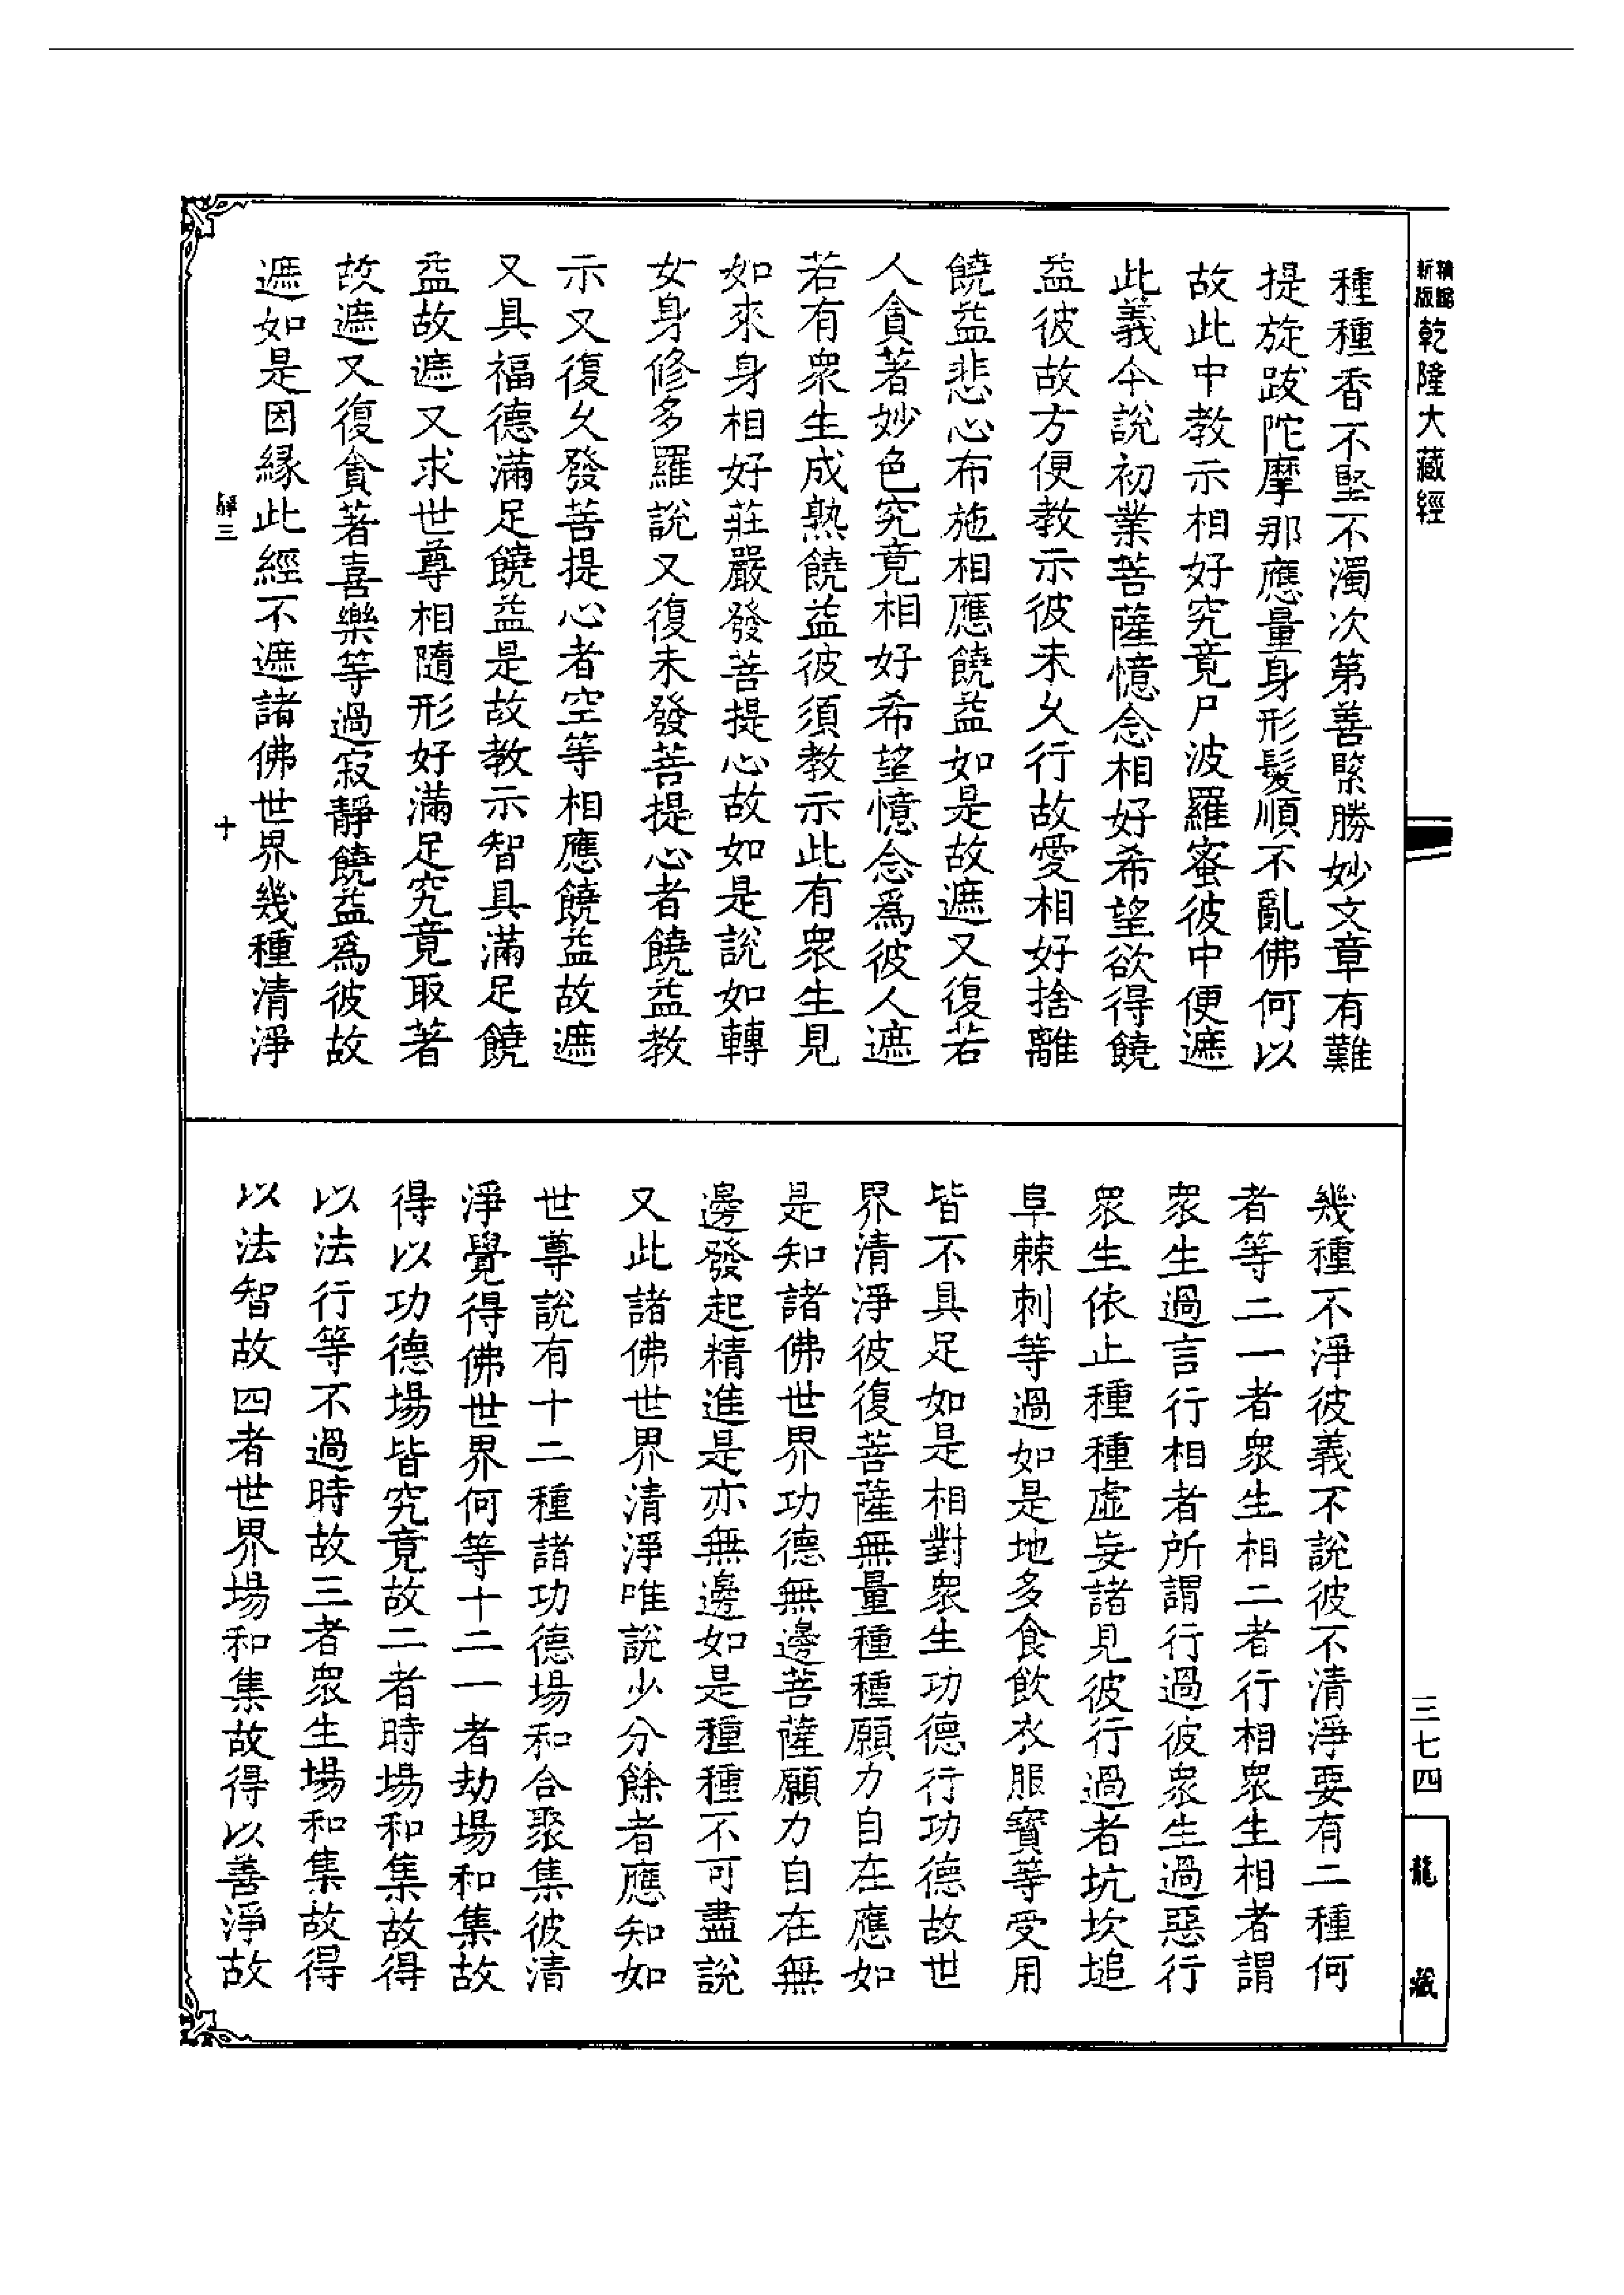 新版精縮乾隆大藏經
種種香不堅不濁次第善緊勝妙文章有難
提旋跋陀摩那應量身形髮順不亂佛何以
故此中教示相好究竟尸波羅蜜彼中便遮
此義今說初業菩薩憶念相好希望欲得饒
益彼故方便教示彼未久行故愛相好捨離
饒益悲心布施相應饒益如是故遮又復若
人貪著妙色究竟相好希望憶念為彼人遮
若有衆生成熟饒益彼須教示此有衆生見
如來身相好莊嚴發菩提心故如是說如轉
女身修多羅說又復未發菩提心者饒益教
示又復久發菩提心者空等相應饒益故遮
又具福德滿足饒益是故教示智具滿足饒
益故遮又求世尊相隨形好滿足究竟取著
故遮又復貪著喜樂等過寂靜饒益為彼故
遮如是因緣此經不遮諸佛世界幾種清淨
靜三 十
幾種不淨彼義不說彼不清淨要有二種何
者等二一者衆生相二者行相衆生相者謂
衆生過言行相者所謂行過彼衆生過惡行
衆生依止種種虛妄諸見彼行過者坑坎塠
阜棘刺等過如是地多食飲衣服寶等受用
皆不具足如是相對衆生功德行功德故世
界清淨彼復菩薩無量種種願力自在應如
是知諸佛世界功德無邊菩薩願力自在無
邊發起精進是亦無邊如是種種不可盡說
又此諸佛世界清淨唯說少分餘者應知如
世尊說有十二種諸功德場和合聚集彼清
淨覺得佛世界何等十二一者劫場和集故
得以功德場皆究竟故二者時場和集故得
以法行等不過時故三者衆生場和集故得
以法智故四者世界場和集故得以善淨故
三七四
龍藏